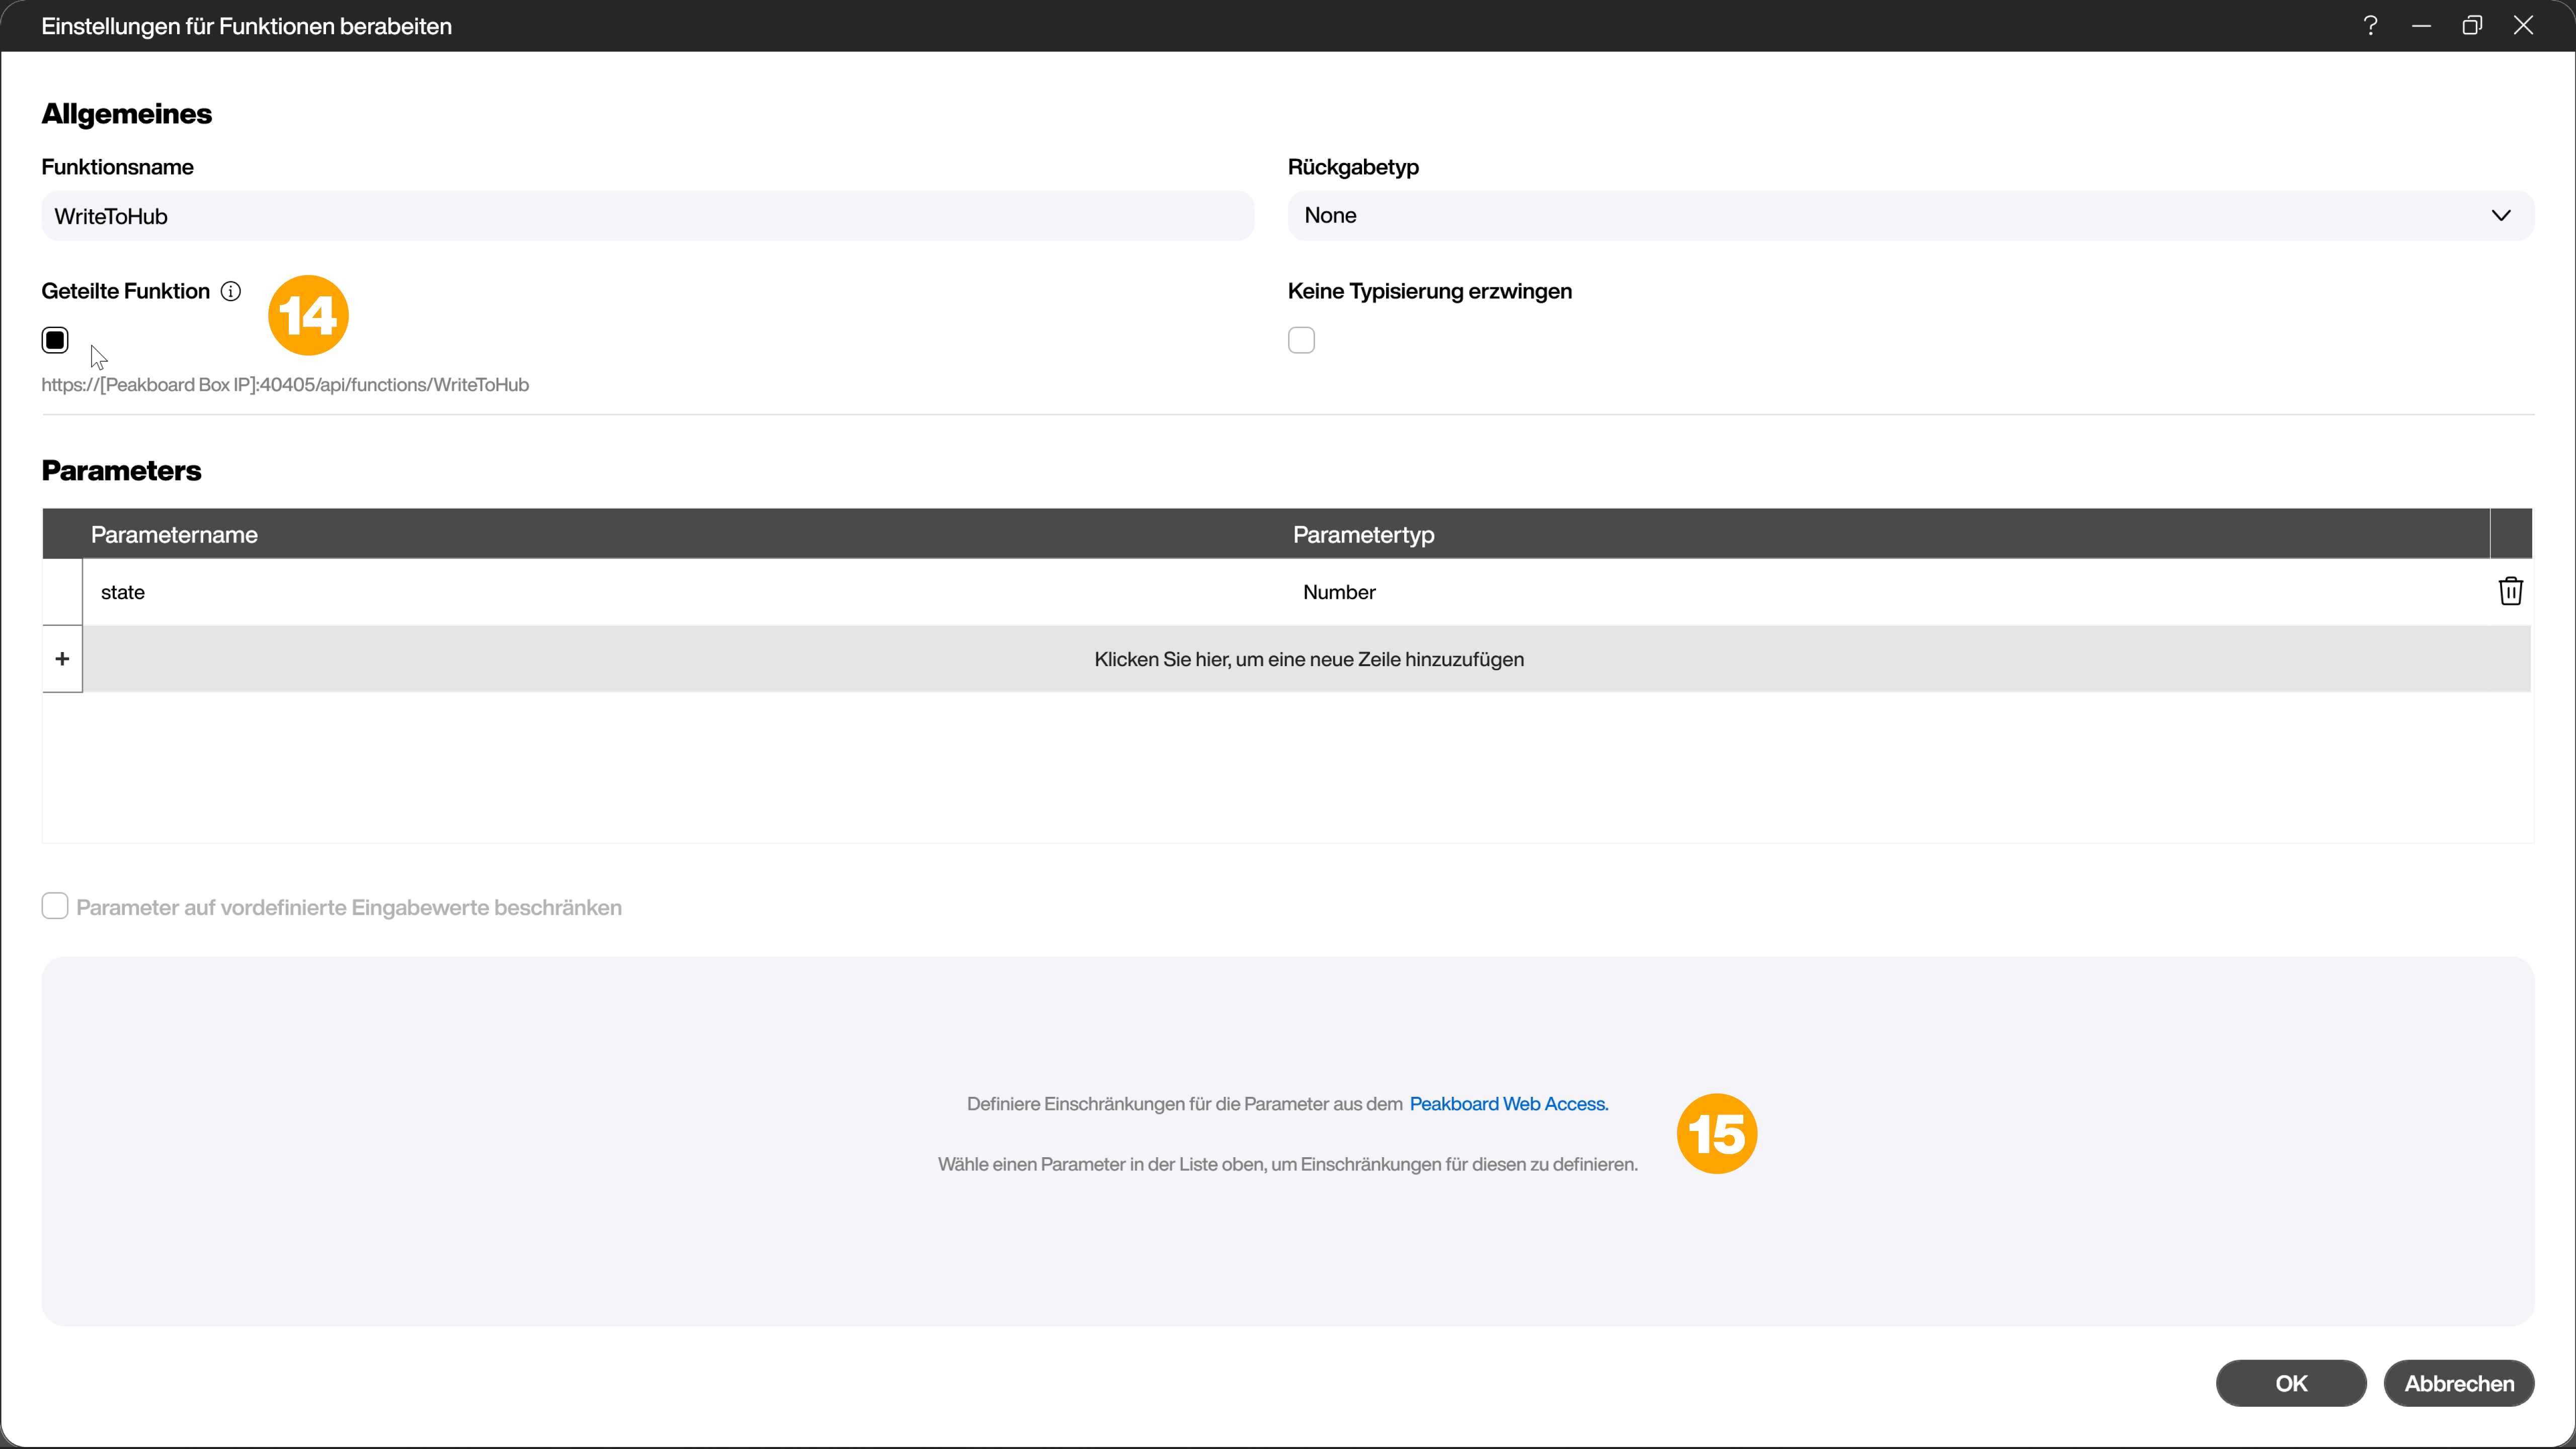 Einstellungen für Funktionen berabeiten
Allgemeines
Funktionsname
Rückgabetyp
WriteToHub
None
Geteilte Funktion
14
Keine Typisierung erzwingen
https://[Peakboard Box IP]:40405/api/functions/WriteToHub
Parameters
Parametername
Parametertyp
state
Number
+
Klicken Sie hier, um eine neue Zeile hinzuzufügen
Parameter auf vordefinierte Eingabewerte beschränken
Definiere Einschränkungen für die Parameter aus dem Peakboard Web Access.
15
Wähle einen Parameter in der Liste oben, um Einschränkungen für diesen zu definieren.
OK
Abbrechen